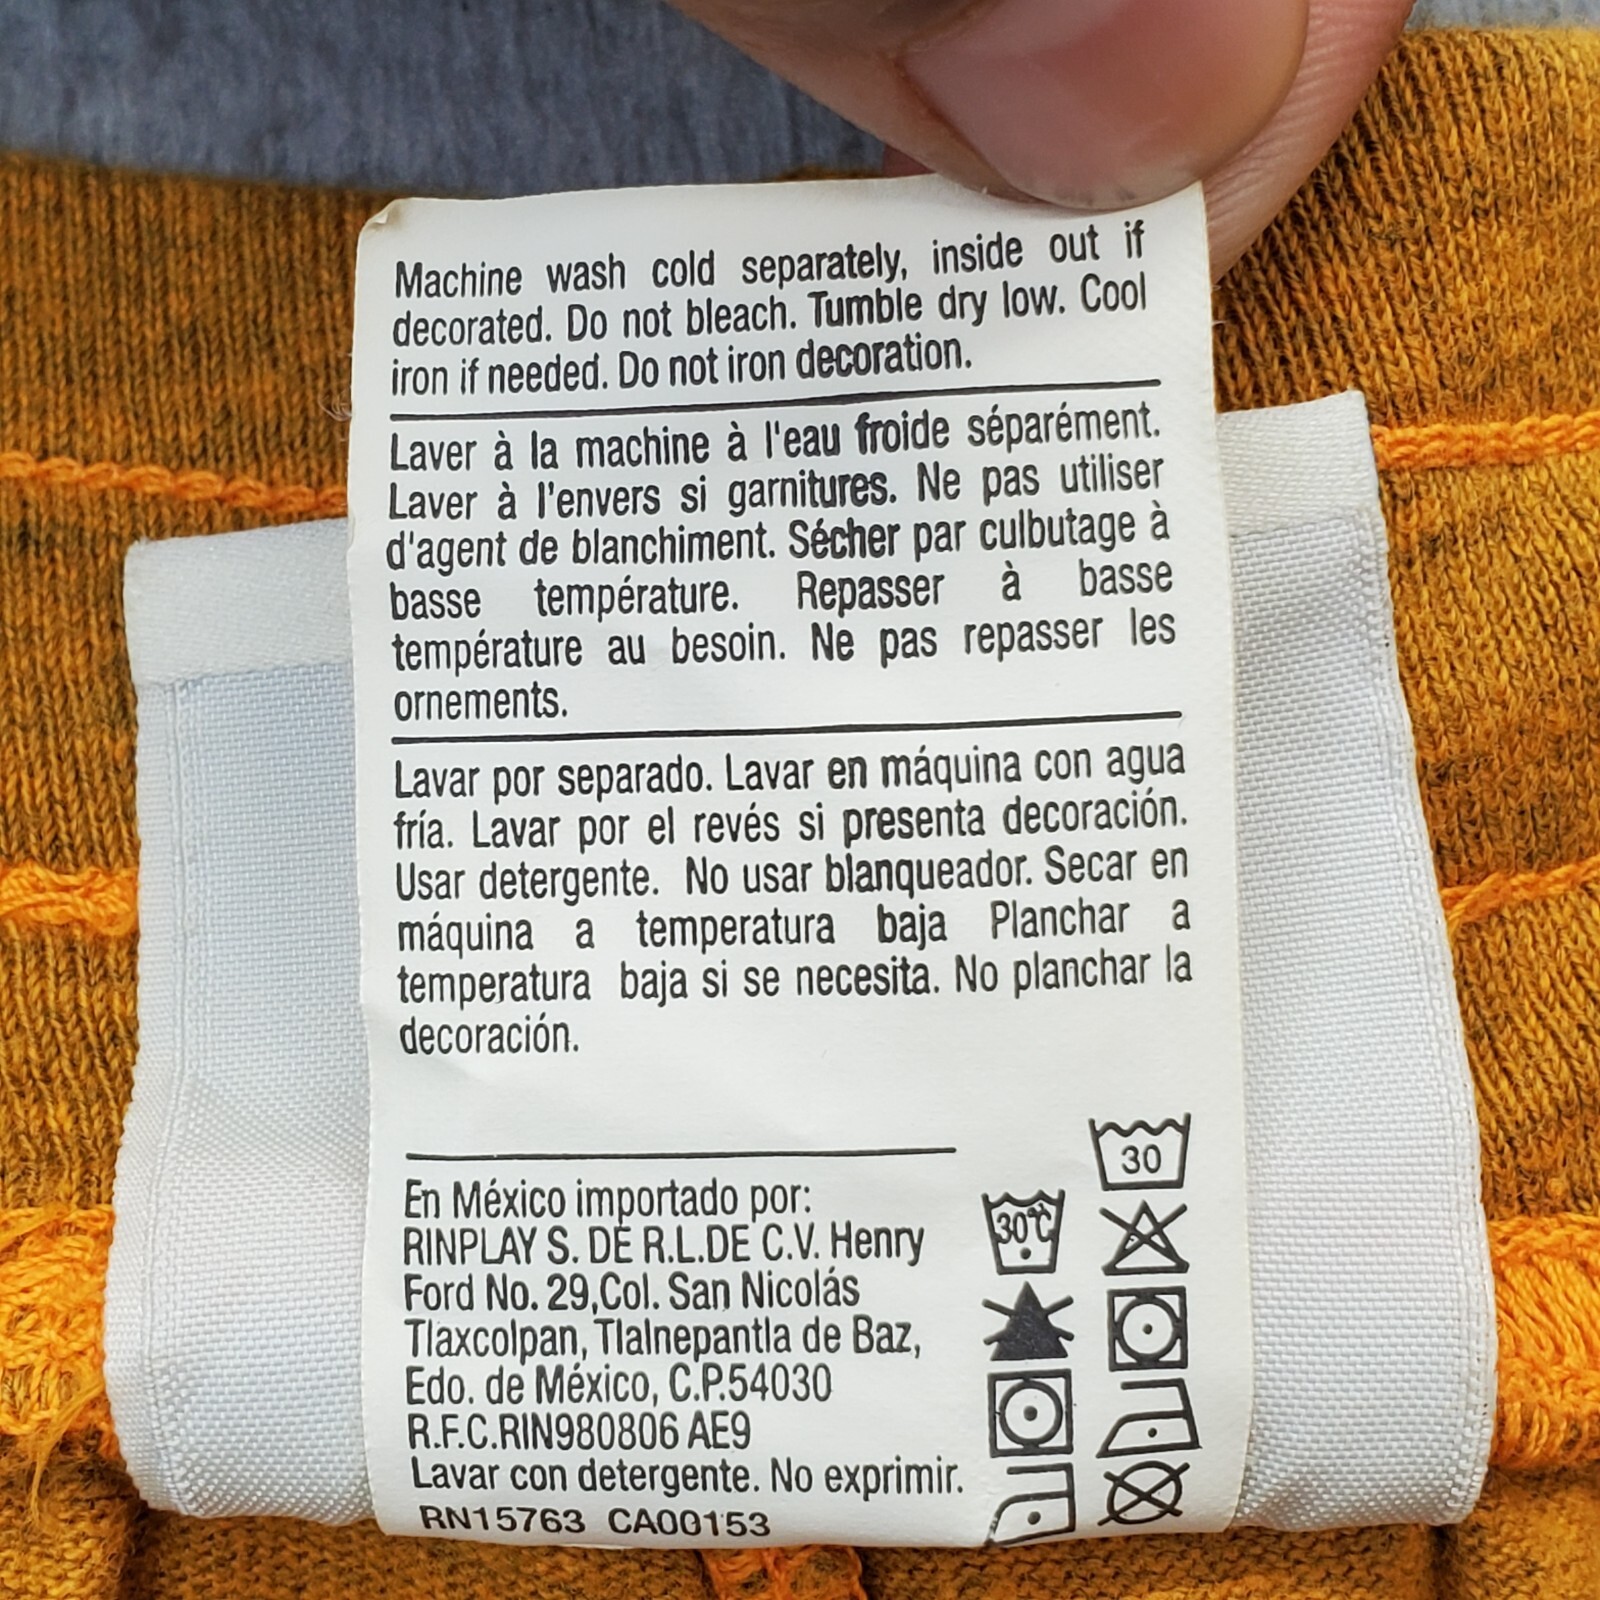 Machine wash cold separately, inside out if
decorated. Do not bleach. Tumble dry low. Cool
iron if needed. Do not iron decoration.
Laver à la machine à l'eau froide séparément.
Laver à l'envers si garnitures. Ne pas utiliser
d'agent de blanchiment. Sécher par culbutage à
basse température. Repasser à basse
température au besoin. Ne pas repasser les
ornements.
Lavar por separado. Lavar en máquina con agua
fría. Lavar por el revés si presenta decoración.
Usar detergente. No usar blanqueador. Secar en
máquina a temperatura baja Planchar a
temperatura baja si se necesita. No planchar la
decoración.
En México importado por:
RINPLAY S. DE R.L.DE C.V. Henry
Ford No. 29,Col. San Nicolás
Tlaxcolpan, Tlalnepantla de Baz,
Edo. de México, C.P.54030
R.F.C.RIN980806 AE9
Lavar con detergente. No exprimir.
RN15763 CA00153
30°C
30